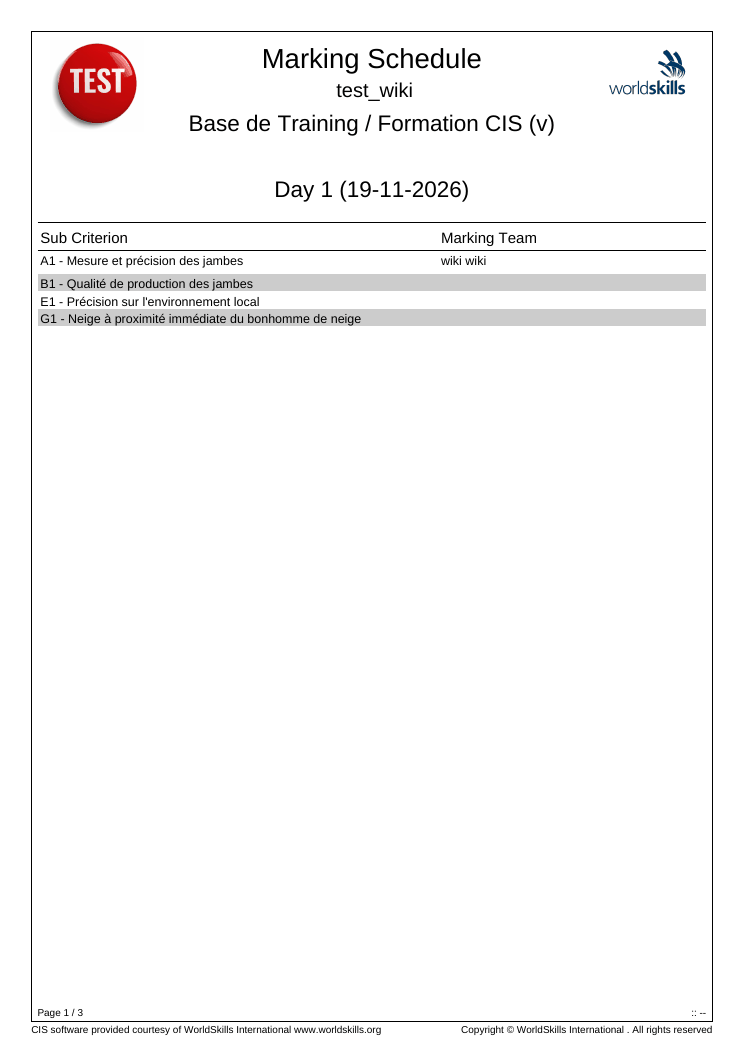 TEST
Marking Schedule
test_wiki
worldskills
Base de Training / Formation CIS (v)
Day 1 (19-11-2026)
Sub Criterion Marking Team
A1 - Mesure et précision des jambes wiki wiki
B1 - Qualité de production des jambes
E1 - Précision sur l'environnement local
G1 - Neige à proximité immédiate du bonhomme de neige
Page 1 / 3 :: --
CIS software provided courtesy of WorldSkills International www.worldskills.org Copyright © WorldSkills International . All rights reserved